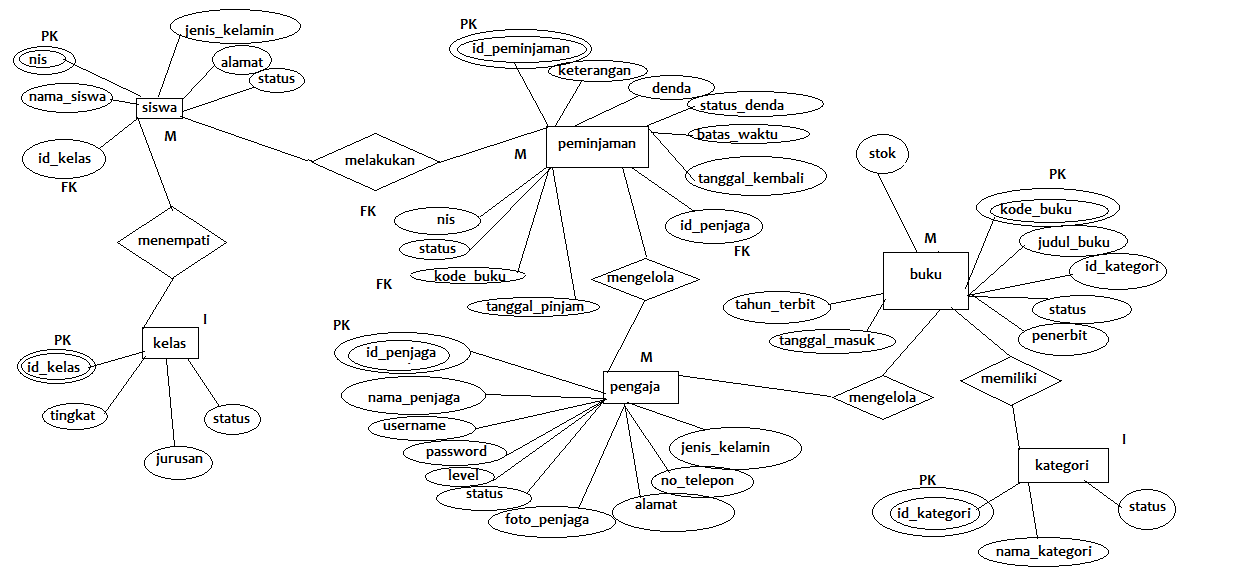 PK
nis
nama_siswa
id_kelas
FK
jenis_kelamin
alamat
status
siswa
M
melakukan
menempati
I
kelas
PK
id_kelas
tingkat
jurusan
status
PK
id_peminjaman
keterangan
denda
status_denda
batas_waktu
tanggal_kembali
peminjaman
M
FK
nis
status
FK
kode_buku
tanggal_pinjam
id_penjaga
FK
mengelola
M
pengaja
PK
id_penjaga
nama_penjaga
username
password
level
status
foto_penjaga
alamat
no_telepon
jenis_kelamin
mengelola
stok
M
buku
PK
kode_buku
judul_buku
id_kategori
status
penerbit
tahun_terbit
tanggal_masuk
memiliki
I
kategori
PK
id_kategori
nama_kategori
status